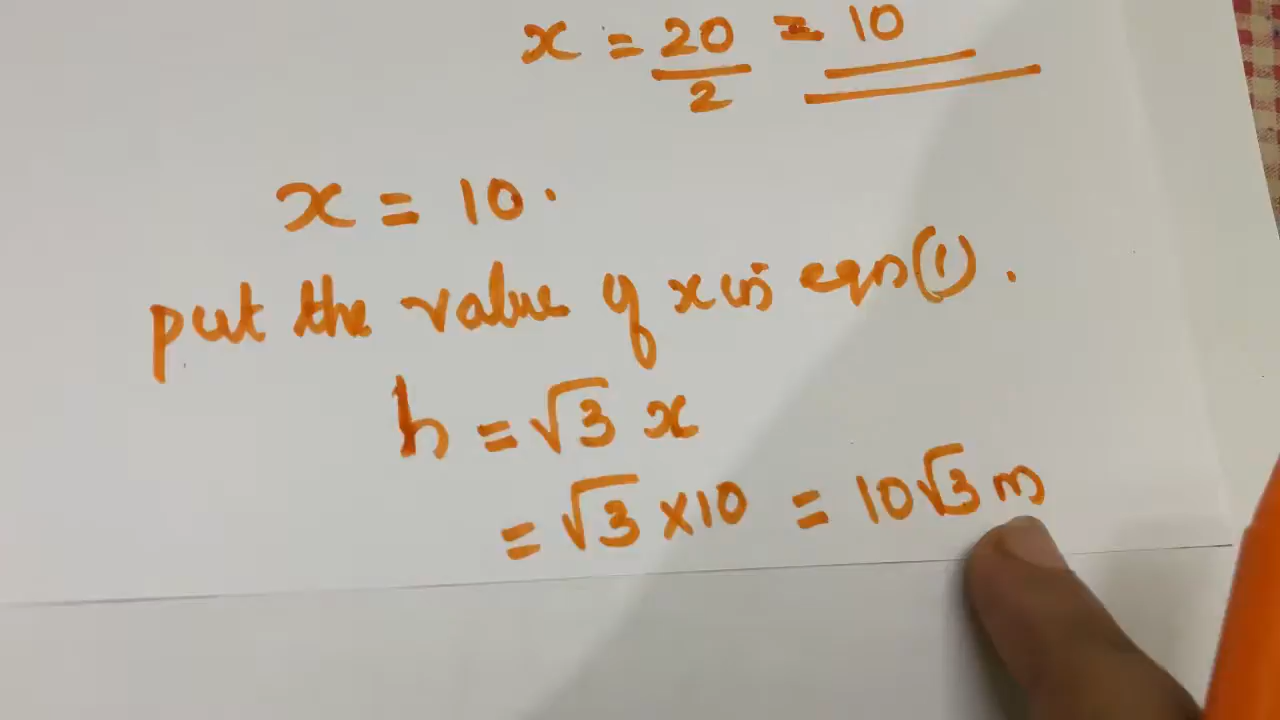 x = 20/2 = 10
x = 10.
put the value of x in eqn (1).
h = √3 x
= √3 × 10 = 10√3 m